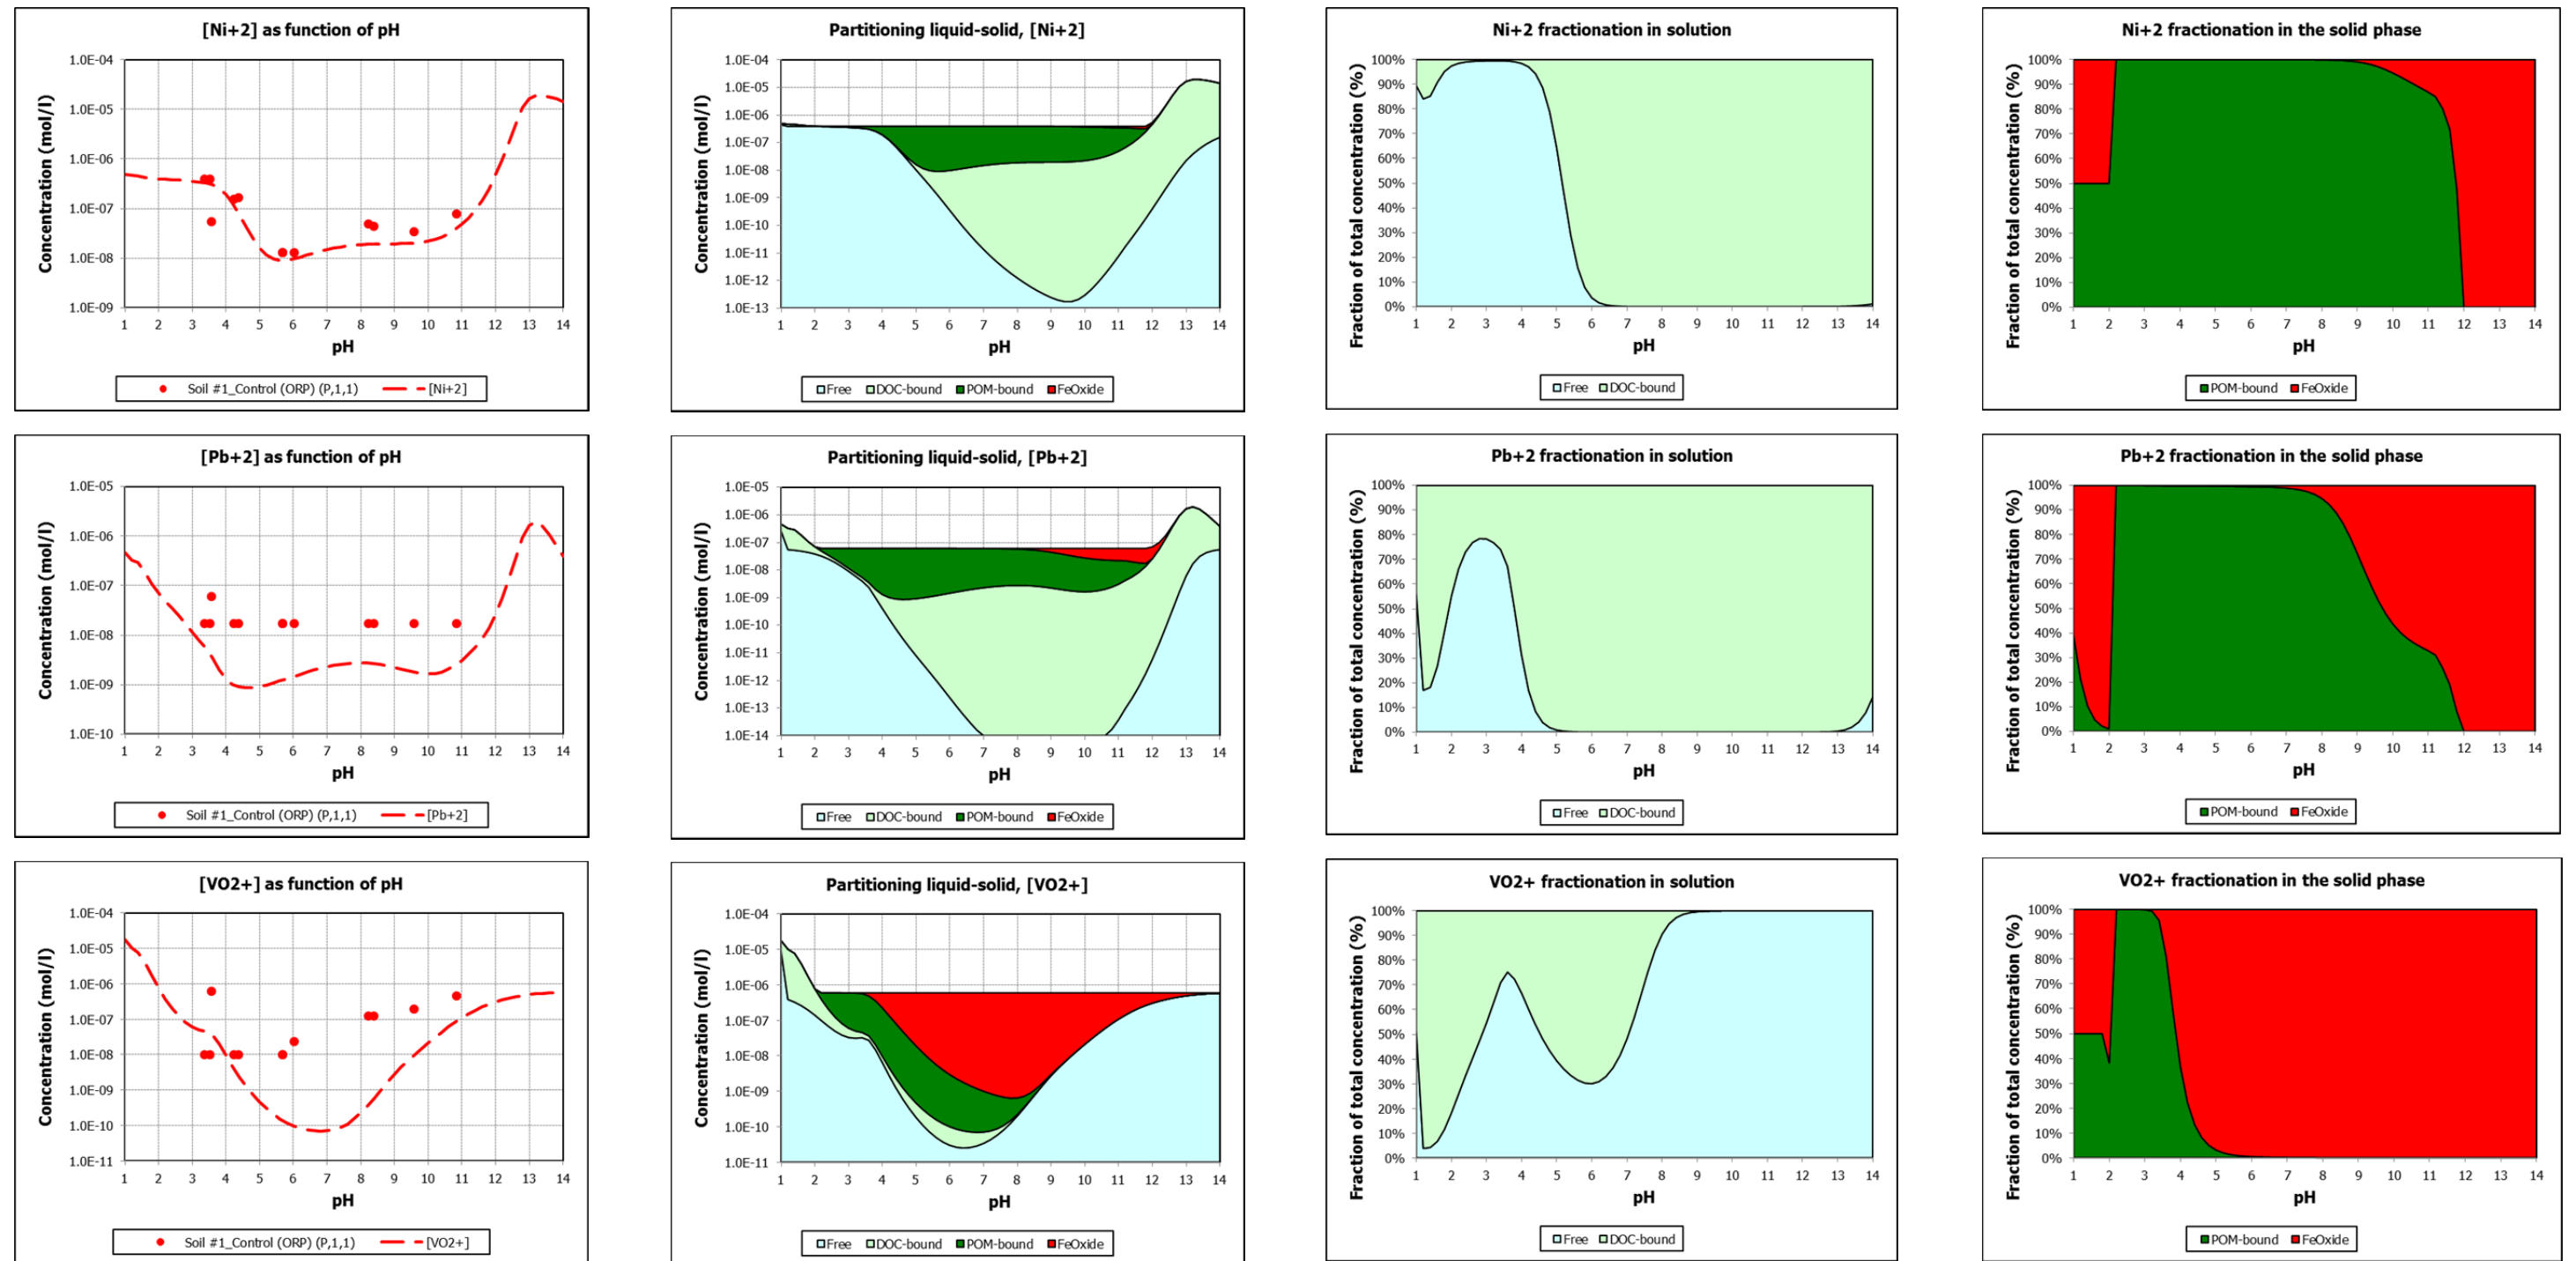 [Ni+2] as function of pH
Concentration (mol/l)
1.0E-04
1.0E-05
1.0E-06
1.0E-07
1.0E-08
1.0E-09
1 2 3 4 5 6 7 8 9 10 11 12 13 14
pH
Soil #1_Control (ORP) (P,1,1) [Ni+2]
Partitioning liquid-solid, [Ni+2]
Concentration (mol/l)
1.0E-04
1.0E-05
1.0E-06
1.0E-07
1.0E-08
1.0E-09
1.0E-10
1.0E-11
1.0E-12
1.0E-13
1 2 3 4 5 6 7 8 9 10 11 12 13 14
pH
Free DOC-bound POM-bound FeOxide
Ni+2 fractionation in solution
Fraction of total concentration (%)
100%
90%
80%
70%
60%
50%
40%
30%
20%
10%
0%
1 2 3 4 5 6 7 8 9 10 11 12 13 14
pH
Free DOC-bound
Ni+2 fractionation in the solid phase
Fraction of total concentration (%)
100%
90%
80%
70%
60%
50%
40%
30%
20%
10%
0%
1 2 3 4 5 6 7 8 9 10 11 12 13 14
pH
POM-bound FeOxide
[Pb+2] as function of pH
Concentration (mol/l)
1.0E-05
1.0E-06
1.0E-07
1.0E-08
1.0E-09
1.0E-10
1 2 3 4 5 6 7 8 9 10 11 12 13 14
pH
Soil #1_Control (ORP) (P,1,1) [Pb+2]
Partitioning liquid-solid, [Pb+2]
Concentration (mol/l)
1.0E-05
1.0E-06
1.0E-07
1.0E-08
1.0E-09
1.0E-10
1.0E-11
1.0E-12
1.0E-13
1.0E-14
1 2 3 4 5 6 7 8 9 10 11 12 13 14
pH
Free DOC-bound POM-bound FeOxide
Pb+2 fractionation in solution
Fraction of total concentration (%)
100%
90%
80%
70%
60%
50%
40%
30%
20%
10%
0%
1 2 3 4 5 6 7 8 9 10 11 12 13 14
pH
Free DOC-bound
Pb+2 fractionation in the solid phase
Fraction of total concentration (%)
100%
90%
80%
70%
60%
50%
40%
30%
20%
10%
0%
1 2 3 4 5 6 7 8 9 10 11 12 13 14
pH
POM-bound FeOxide
[VO2+] as function of pH
Concentration (mol/l)
1.0E-04
1.0E-05
1.0E-06
1.0E-07
1.0E-08
1.0E-09
1.0E-10
1.0E-11
1 2 3 4 5 6 7 8 9 10 11 12 13 14
pH
Soil #1_Control (ORP) (P,1,1) [VO2+]
Partitioning liquid-solid, [VO2+]
Concentration (mol/l)
1.0E-04
1.0E-05
1.0E-06
1.0E-07
1.0E-08
1.0E-09
1.0E-10
1.0E-11
1 2 3 4 5 6 7 8 9 10 11 12 13 14
pH
Free DOC-bound POM-bound FeOxide
VO2+ fractionation in solution
Fraction of total concentration (%)
100%
90%
80%
70%
60%
50%
40%
30%
20%
10%
0%
1 2 3 4 5 6 7 8 9 10 11 12 13 14
pH
Free DOC-bound
VO2+ fractionation in the solid phase
Fraction of total concentration (%)
100%
90%
80%
70%
60%
50%
40%
30%
20%
10%
0%
1 2 3 4 5 6 7 8 9 10 11 12 13 14
pH
POM-bound FeOxide